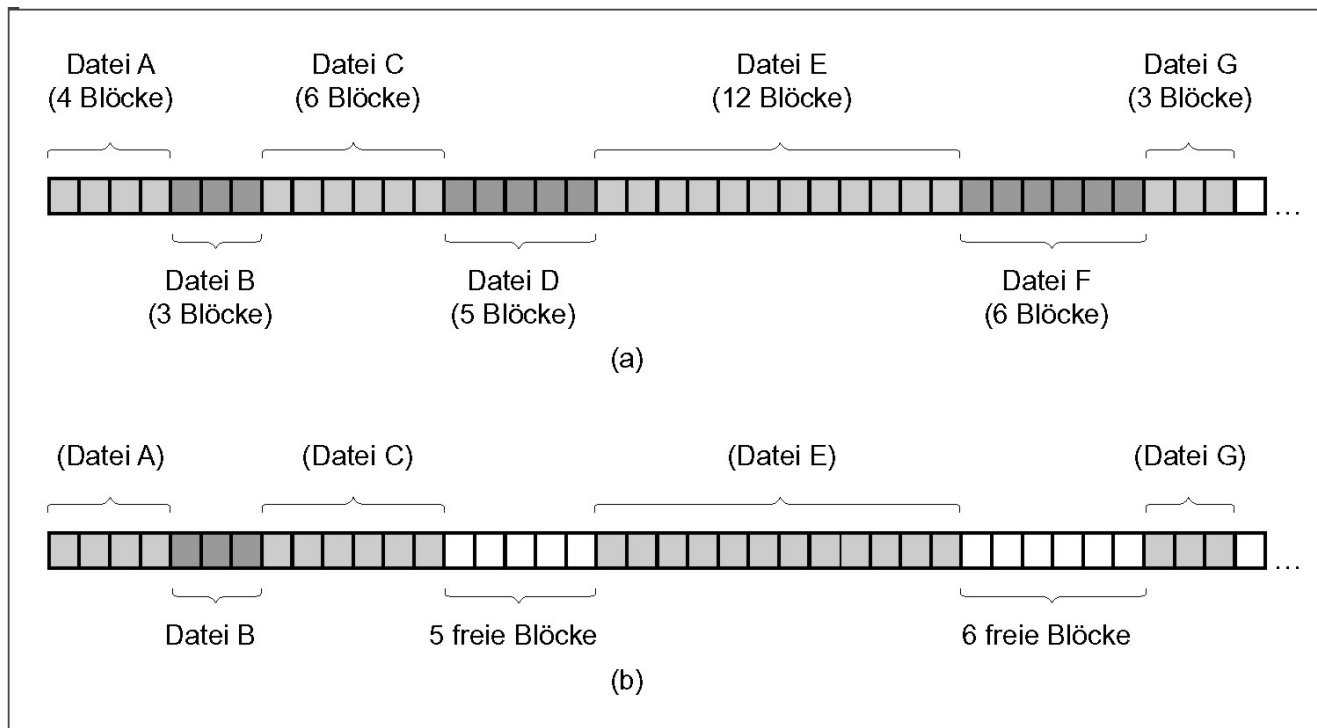 Datei A
(4 Blöcke)
Datei C
(6 Blöcke)
Datei E
(12 Blöcke)
Datei G
(3 Blöcke)
...
Datei B
(3 Blöcke)
Datei D
(5 Blöcke)
Datei F
(6 Blöcke)
(a)
(Datei A)
(Datei C)
(Datei E)
(Datei G)
...
Datei B
5 freie Blöcke
6 freie Blöcke
(b)